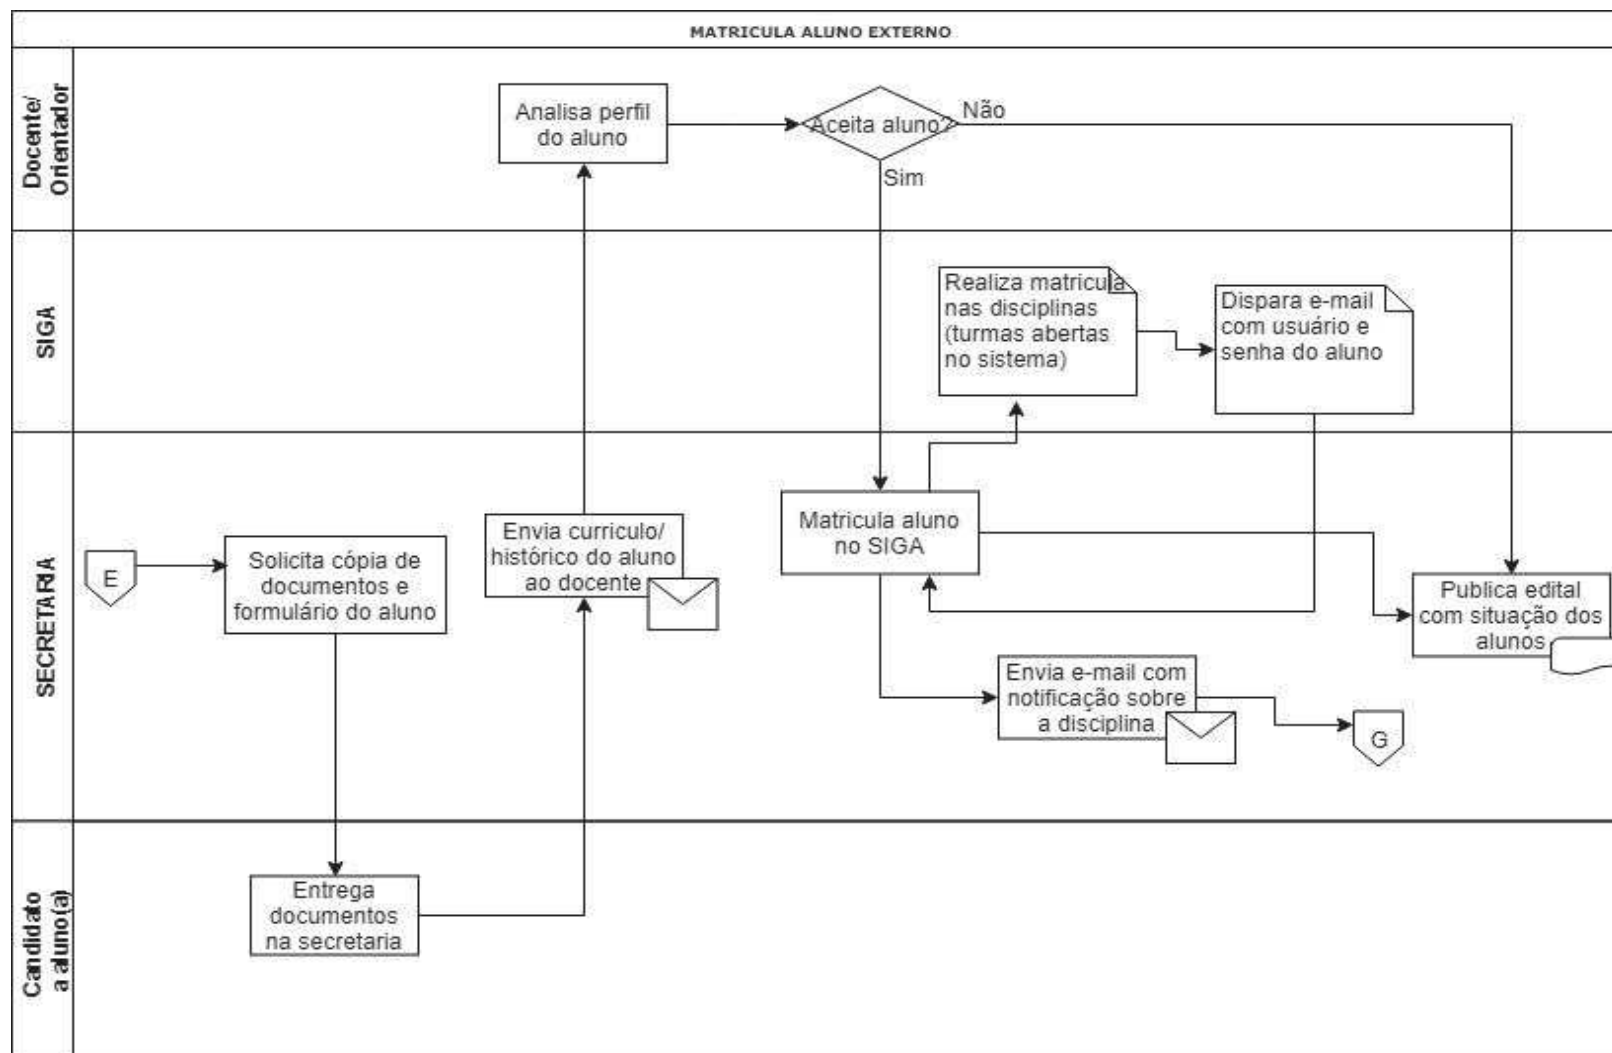 MATRICULA ALUNO EXTERNO
Docente/
Orientador
Analisa perfil
do aluno
Aceita aluno?
Não
Sim
SIGA
Realiza matricula
nas disciplinas
(turmas abertas
no sistema)
Dispara e-mail
com usuário e
senha do aluno
SECRETARIA
E
Solicita cópia de
documentos e
formulário do aluno
Envia curriculo/
histórico do aluno
ao docente
Matricula aluno
no SIGA
Publica edital
com situação dos
alunos
Envia e-mail com
notificação sobre
a disciplina
G
Candidato
a aluno(a)
Entrega
documentos
na secretaria